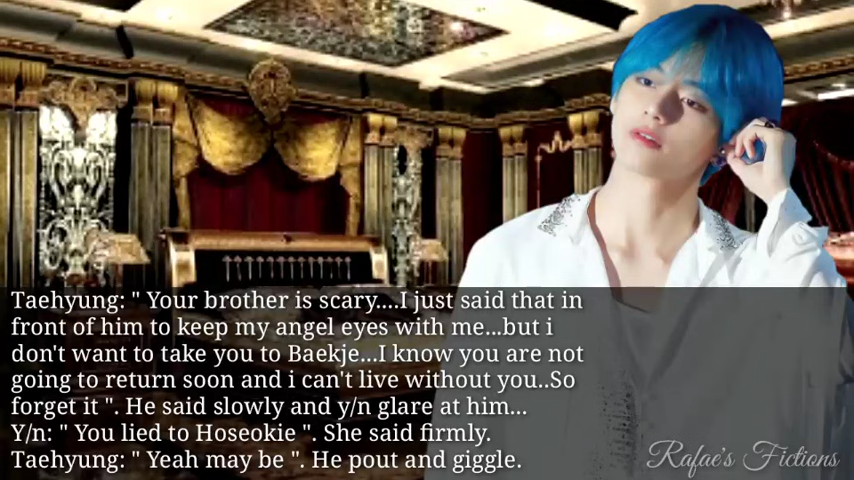 Taehyung: " Your brother is scary....I just said that in
front of him to keep my angel eyes with me...but i
don't want to take you to Baekje...I know you are not
going to return soon and i can't live without you..So
forget it ". He said slowly and y/n glare at him...
Y/n: " You lied to Hoseokie ". She said firmly.
Taehyung: " Yeah may be ". He pout and giggle.
Rafae's Fictions